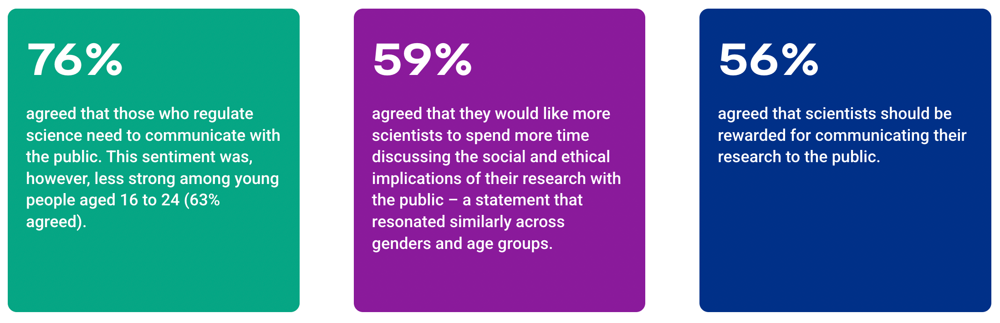 76%
agreed that those who regulate
science need to communicate with
the public. This sentiment was,
however, less strong among young
people aged 16 to 24 (63%
agreed).
59%
agreed that they would like more
scientists to spend more time
discussing the social and ethical
implications of their research with
the public – a statement that
resonated similarly across
genders and age groups.
56%
agreed that scientists should be
rewarded for communicating their
research to the public.